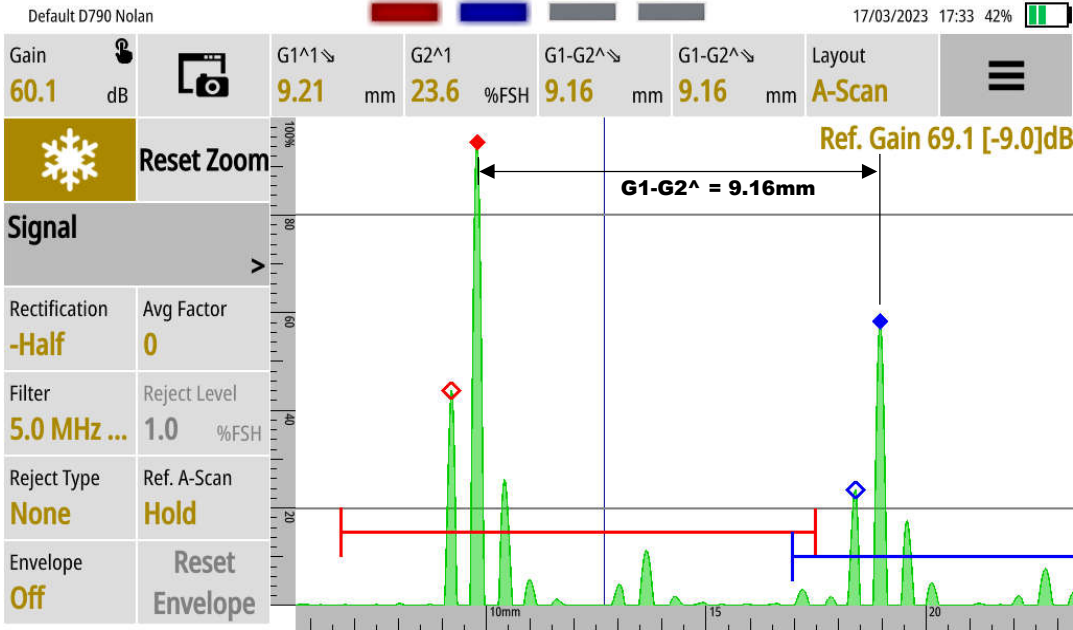 Default D790 Nolan
17/03/2023 17:33 42%
Gain
60.1 dB
G1^1⇘
9.21 mm
G2^1
23.6 %FSH
G1-G2^⇘
9.16 mm
G1-G2^⇘
9.16 mm
Layout
A-Scan
Reset Zoom
Signal
>
Rectification
-Half
Avg Factor
0
Filter
5.0 MHz ...
Reject Level
1.0 %FSH
Reject Type
None
Ref. A-Scan
Hold
Envelope
Off
Reset
Envelope
Ref. Gain 69.1 [-9.0]dB
G1-G2^ = 9.16mm
100%
80
60
40
20
10mm
15
20